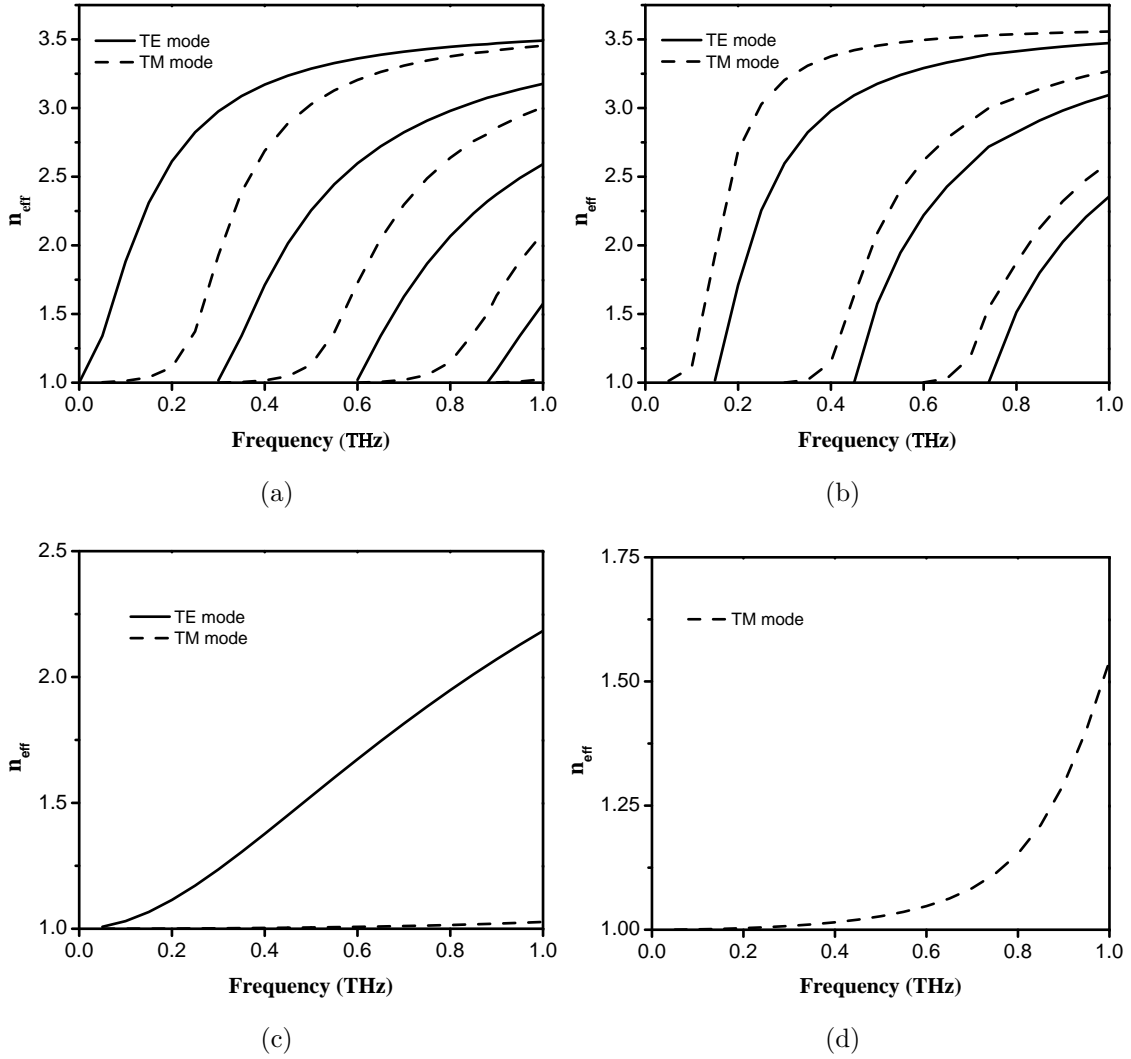 3.5
3.0
2.5
2.0
1.5
1.0
n_eff
TE mode
TM mode
0.0 0.2 0.4 0.6 0.8 1.0
Frequency (THz)
(a)
3.5
3.0
2.5
2.0
1.5
1.0
n_eff
TE mode
TM mode
0.0 0.2 0.4 0.6 0.8 1.0
Frequency (THz)
(b)
2.5
2.0
1.5
1.0
n_eff
TE mode
TM mode
0.0 0.2 0.4 0.6 0.8 1.0
Frequency (THz)
(c)
1.75
1.50
1.25
1.00
n_eff
TM mode
0.0 0.2 0.4 0.6 0.8 1.0
Frequency (THz)
(d)